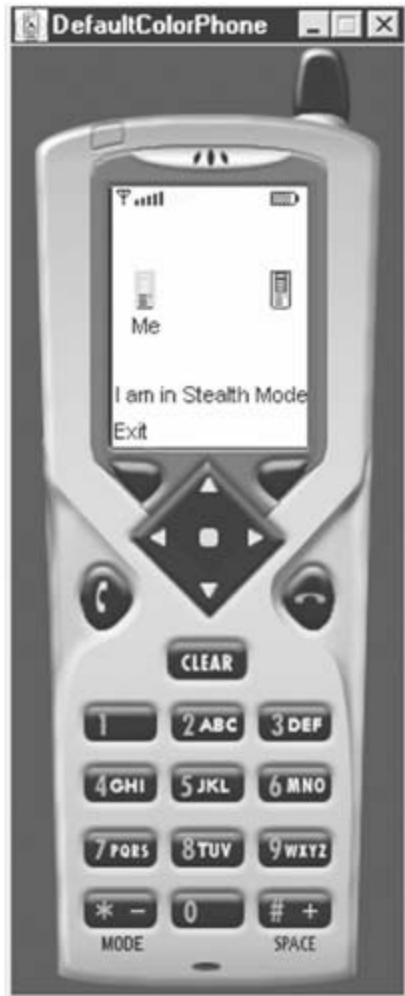 DefaultColorPhone
Me
I am in Stealth Mode
Exit
CLEAR
1 2 ABC 3 DEF
4 GHI 5 JKL 6 MNO
7 PQRS 8 TUV 9 WXYZ
* - 0 # +
MODE SPACE